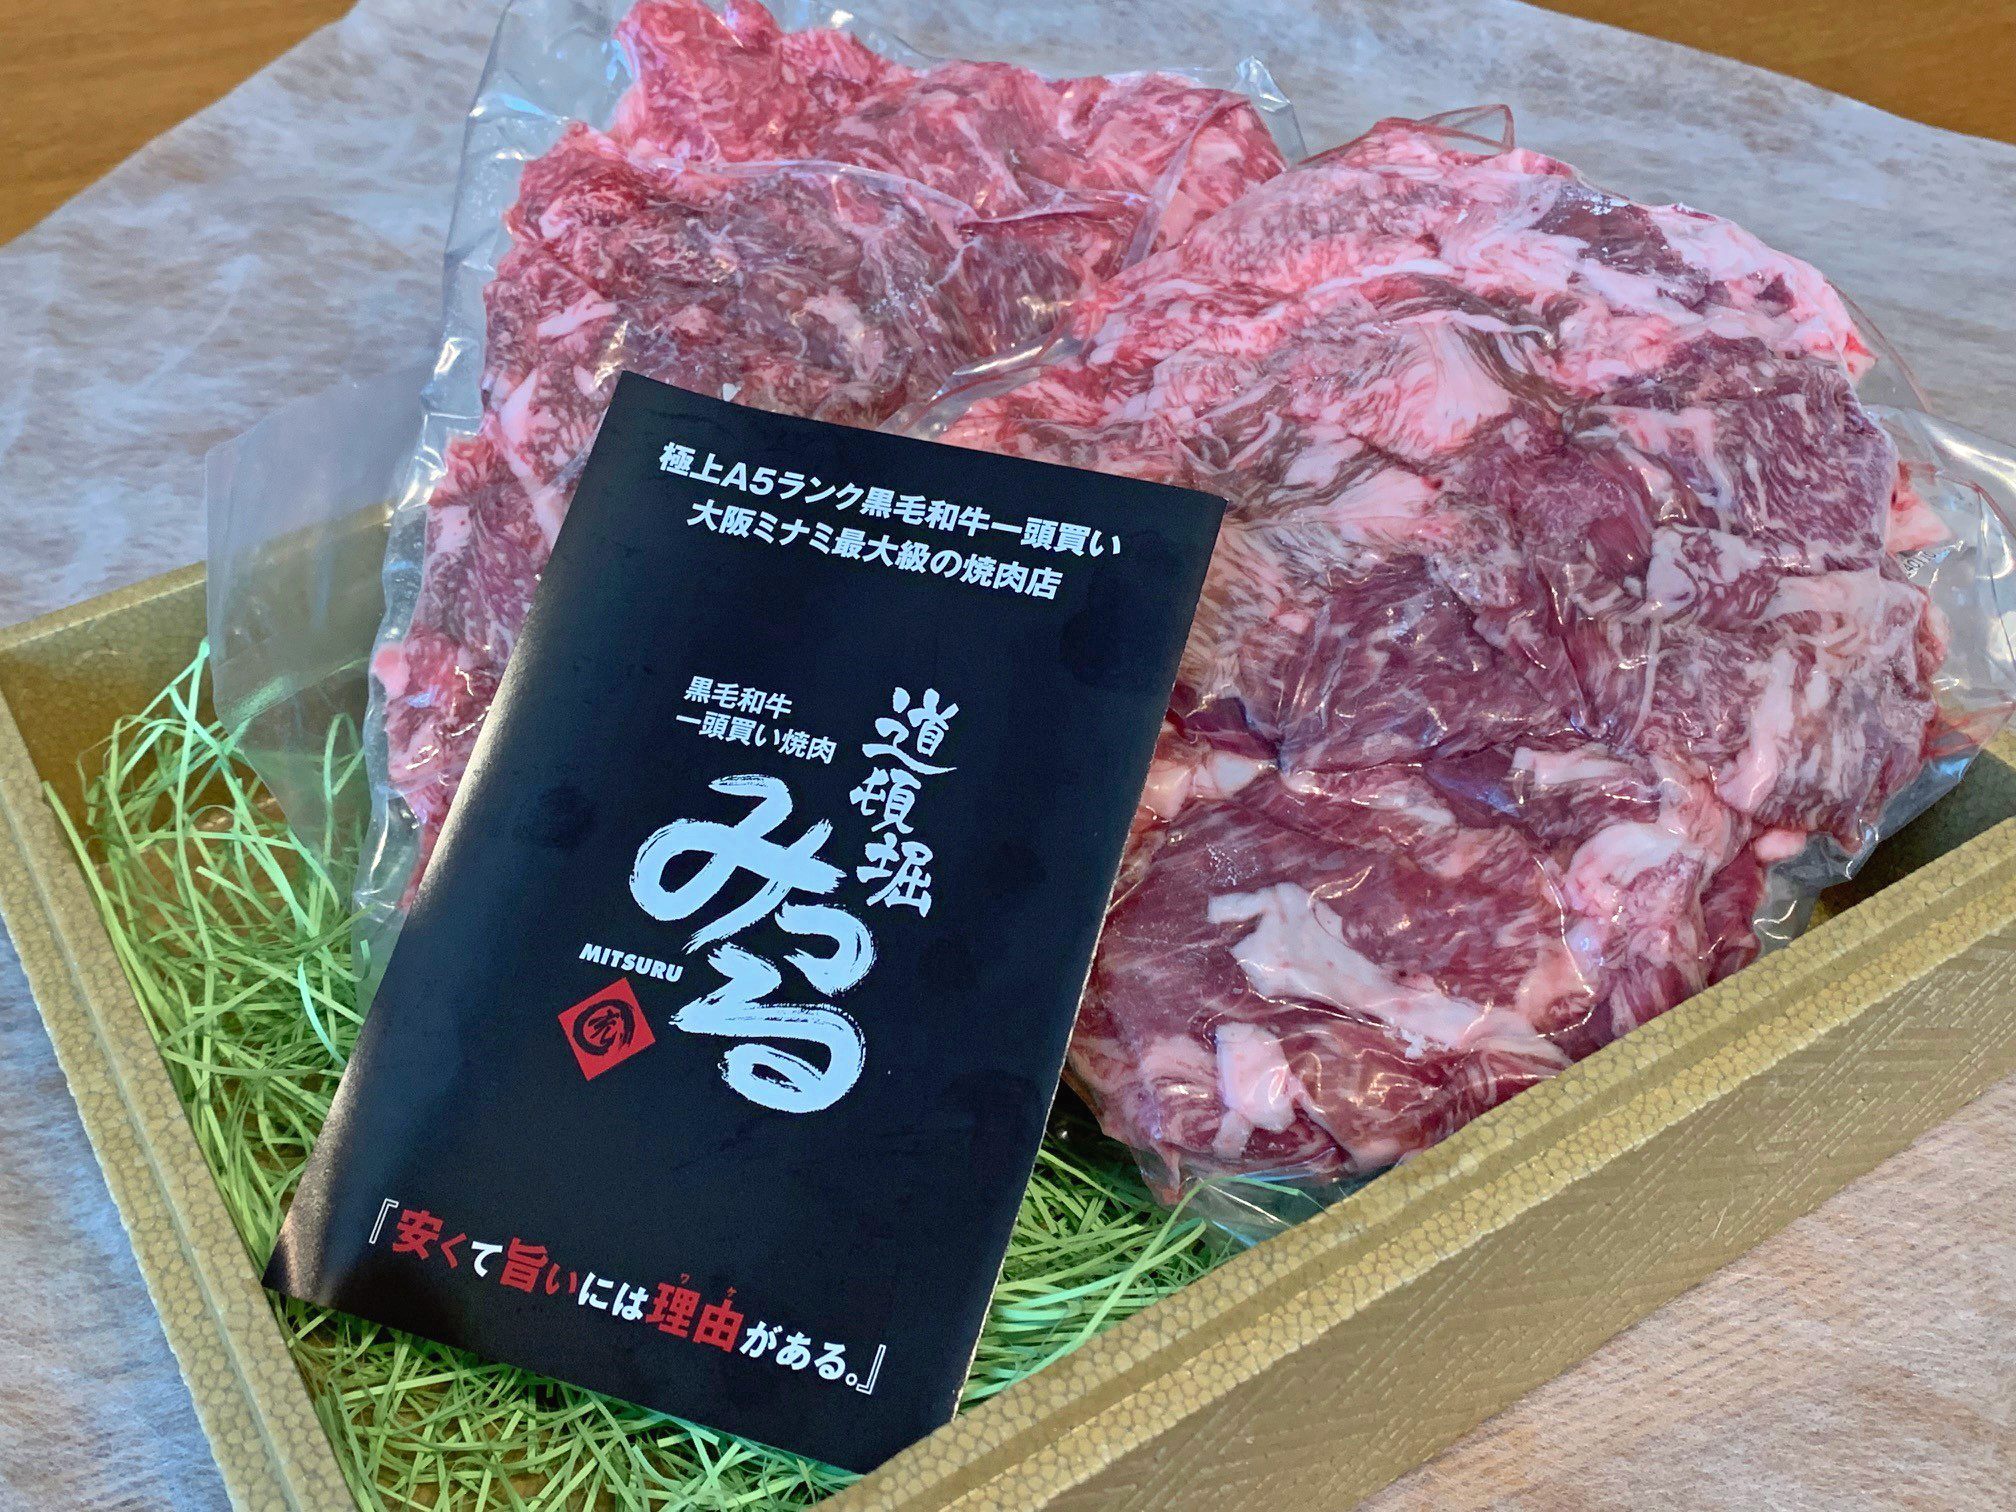 極上A5ランク黒毛和牛一頭買い
大阪ミナミ最大級の焼肉店
道頓堀
黒毛和牛
一頭買い焼肉
みつる
MITSURU
『安くて旨いには理由がある。』
ワケ